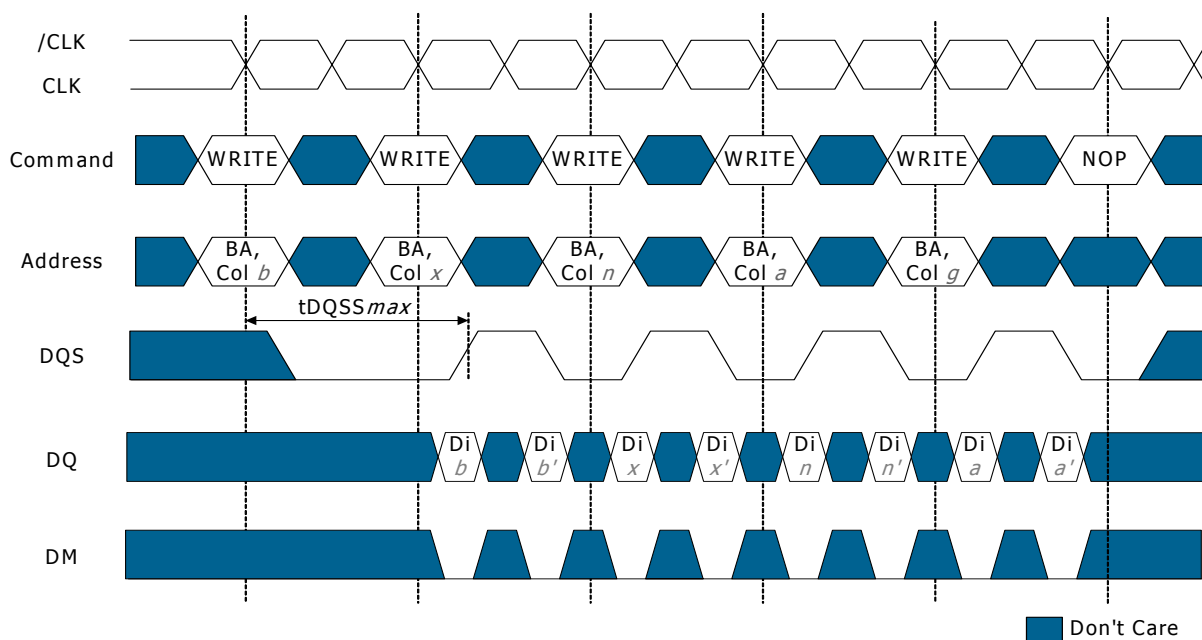 /CLK
CLK
Command
WRITE WRITE WRITE WRITE WRITE NOP
Address
BA, BA, BA, BA, BA,
Col b Col x Col n Col a Col g
tDQSSmax
DQS
DQ
Di Di Di Di Di Di Di Di
b b' x x' n n' a a'
DM
Don't Care